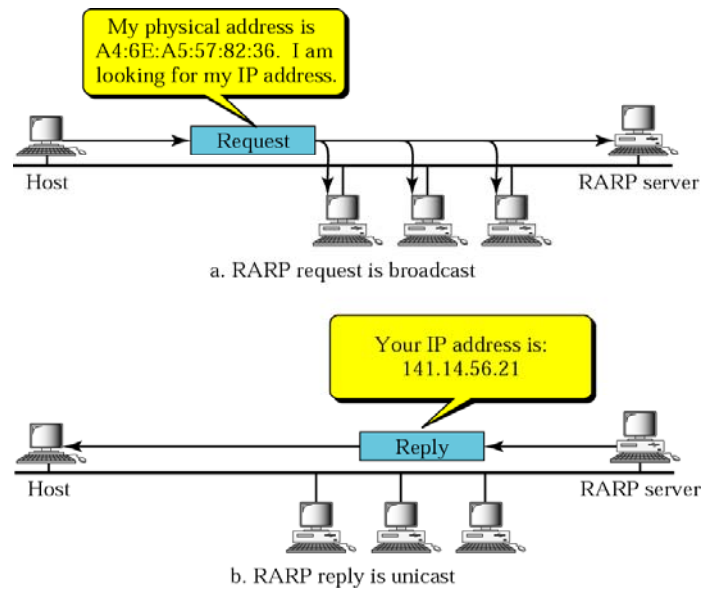 My physical address is
A4:6E:A5:57:82:36. I am
looking for my IP address.
Request
Host
RARP server
a. RARP request is broadcast
Your IP address is:
141.14.56.21
Reply
Host
RARP server
b. RARP reply is unicast